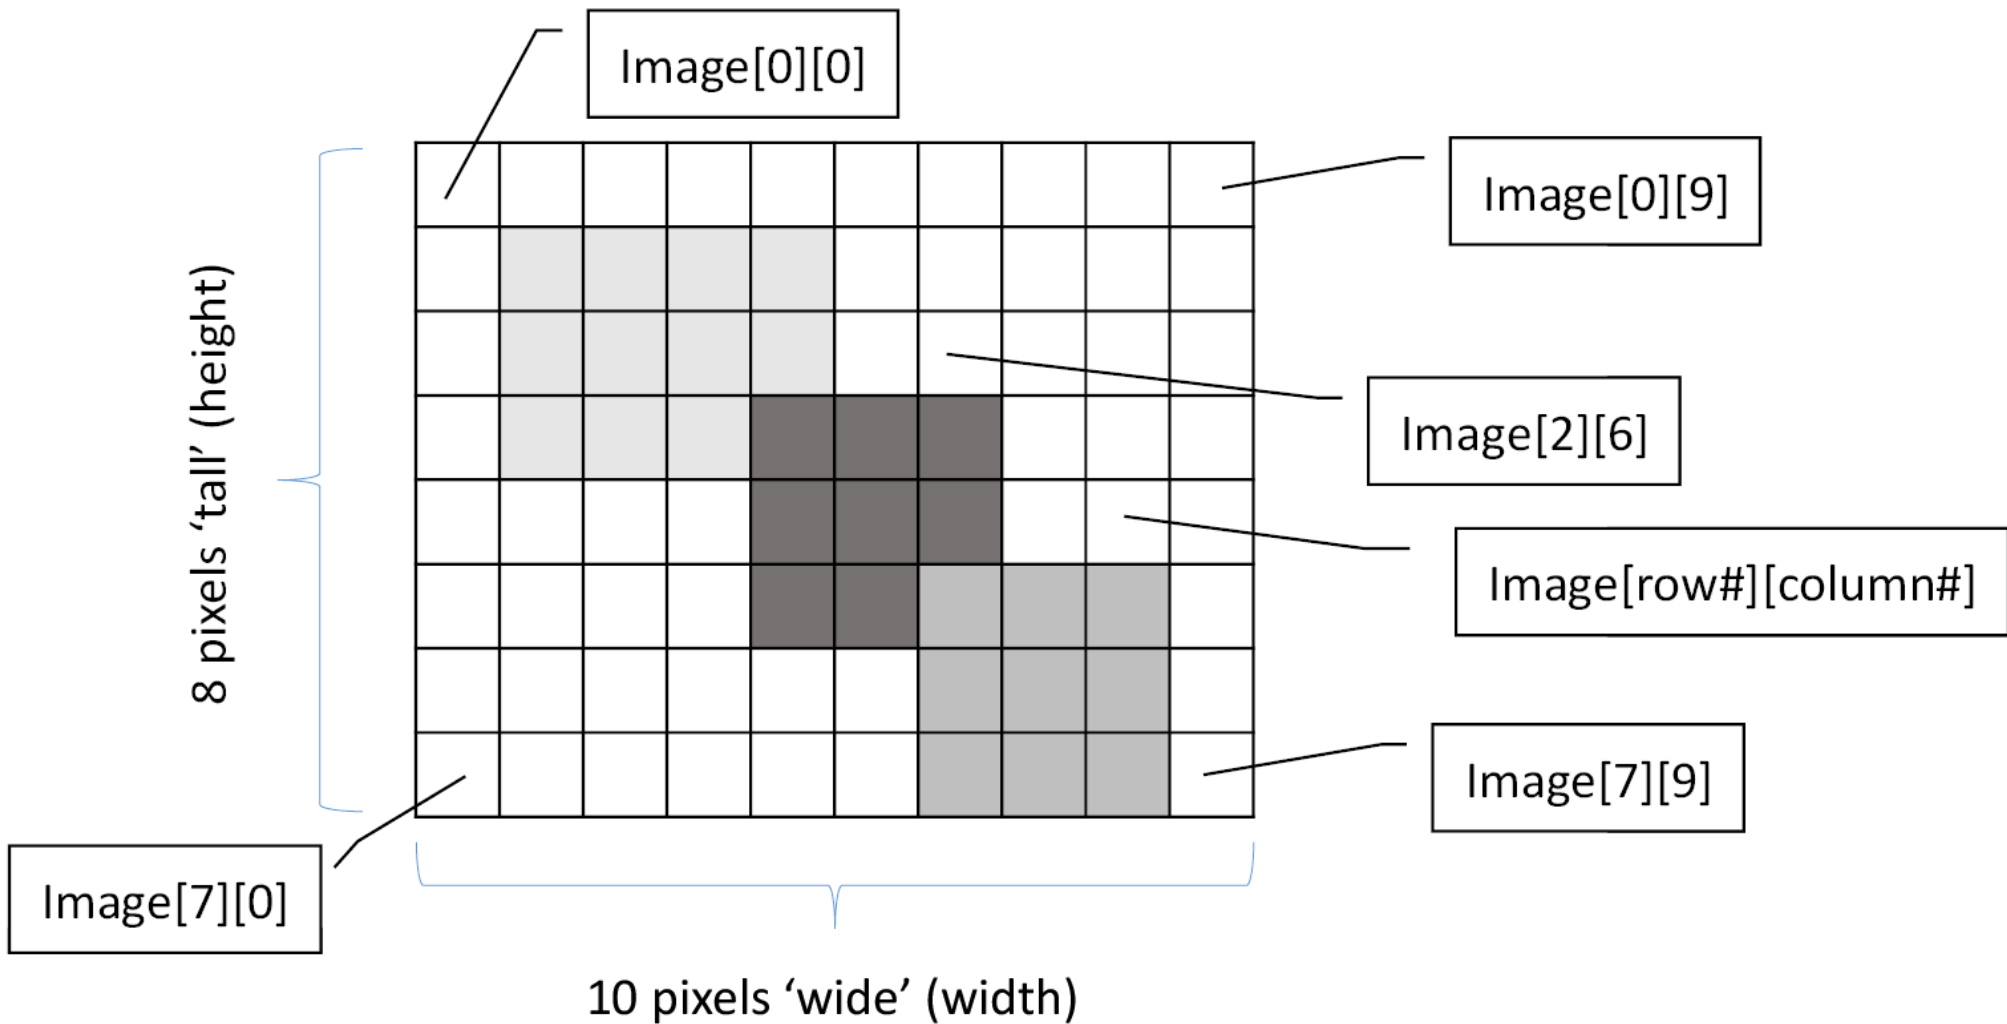 Image[0][0]
Image[0][9]
8 pixels ‘tall’ (height)
Image[2][6]
Image[row#][column#]
Image[7][9]
Image[7][0]
10 pixels ‘wide’ (width)